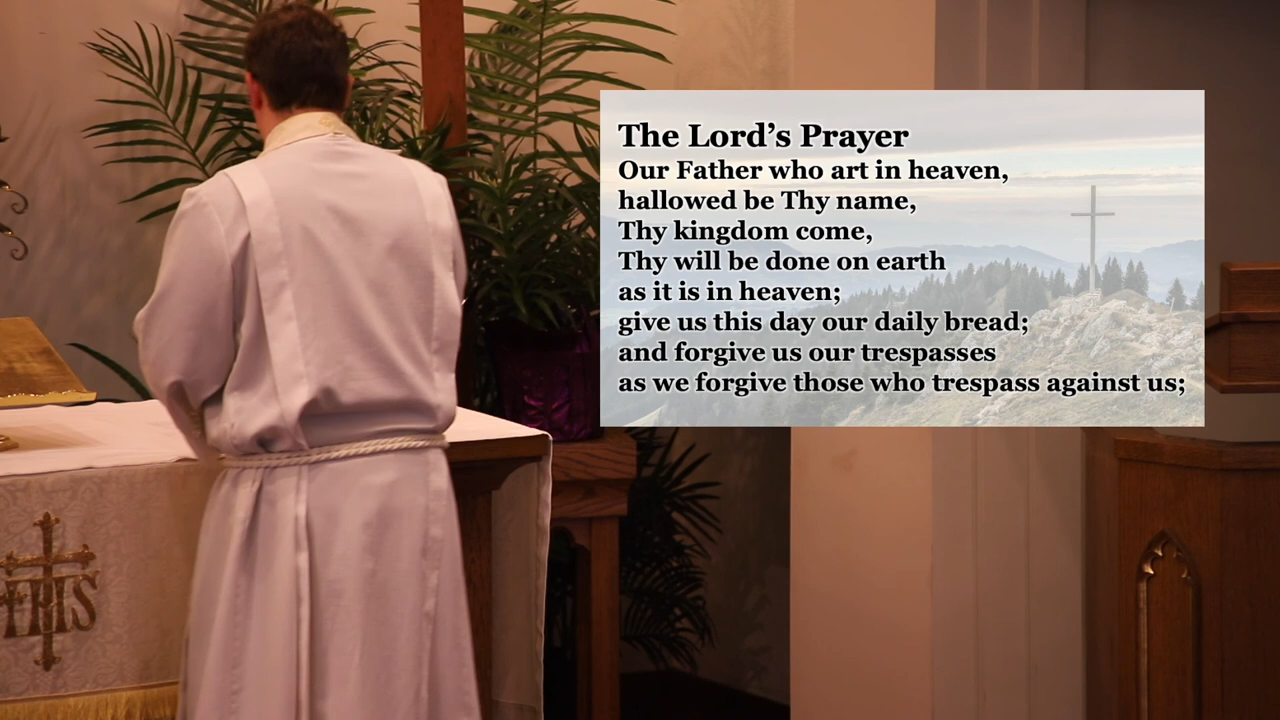 The Lord’s Prayer
Our Father who art in heaven,
hallowed be Thy name,
Thy kingdom come,
Thy will be done on earth
as it is in heaven;
give us this day our daily bread;
and forgive us our trespasses
as we forgive those who trespass against us;
IHS